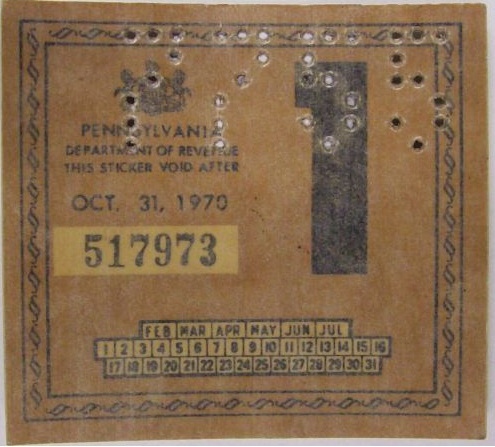 PENNSYLVANIA
DEPARTMENT OF REVENUE
THIS STICKER VOID AFTER
OCT. 31, 1970
517973
1
FEB MAR APR MAY JUN JUL
1 2 3 4 5 6 7 8 9 10 11 12 13 14 15 16
17 18 19 20 21 22 23 24 25 26 27 28 29 30 31